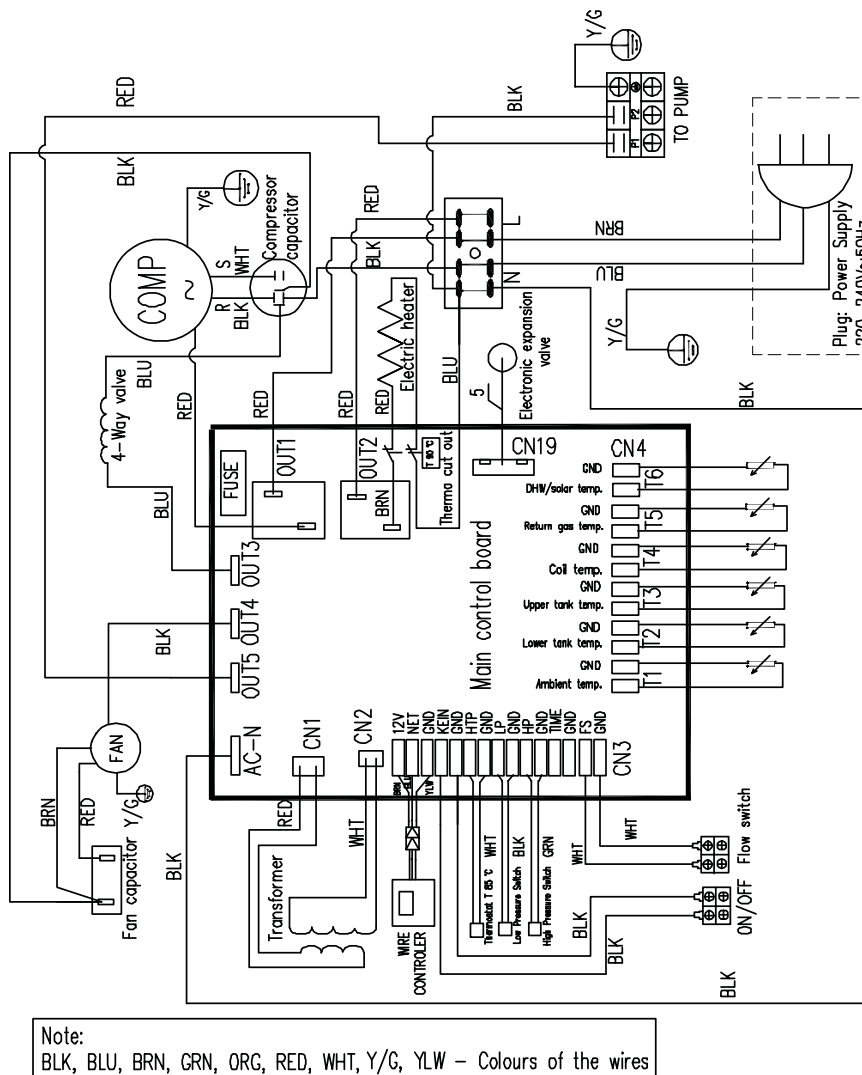 Y/G
RED
BLK
BLK
TO PUMP
P2
P1
Y/G
Compressor
capacitor
COMP
~
S
WHT
R
BLK
RED
BLK
L
N
BRN
BLU
Y/G
Plug: Power Supply
BLK
4-Way valve
BLU
RED
RED
RED
RED
Electric heater
BLU
5
Electronic expansion
valve
BLU
FUSE
OUT1
OUT2
BRN
T 90 ℃
Thermo cut out
CN19
CN4
OUT3
OUT4
OUT5
AC-N
BLK
Main control board
GND
DHW/solar temp.
T6
GND
Return gas temp.
T5
GND
Coil temp.
T4
GND
Upper tank temp.
T3
GND
Lower tank temp.
T2
GND
Ambient temp.
T1
FAN
BRN
RED
Y/G
Fan capacitor
BLK
CN1
CN2
RED
WHT
Transformer
12V
NET
GND
KEIN
GND
HTP
GND
LP
GND
HP
GND
TIME
GND
FS
GND
CN3
BRN
BLU
YLW
WIRE
CONTROLER
Thermostat T 85 ℃ WHT
Low Pressure Switch BLK
High Pressure Switch GRN
WHT
WHT
Flow switch
BLK
BLK
ON/OFF
BLK
Note:
BLK, BLU, BRN, GRN, ORG, RED, WHT, Y/G, YLW – Colours of the wires